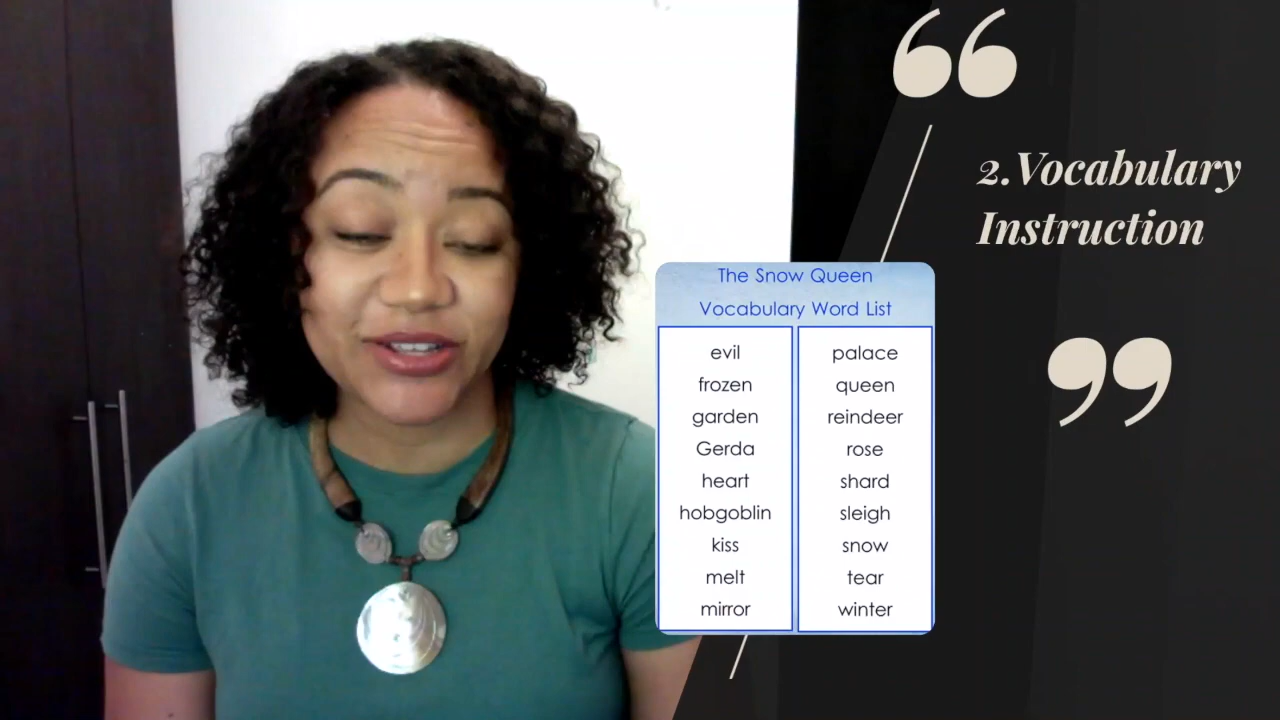 2.Vocabulary
Instruction
The Snow Queen
Vocabulary Word List
evil
frozen
garden
Gerda
heart
hobgoblin
kiss
melt
mirror
palace
queen
reindeer
rose
shard
sleigh
snow
tear
winter